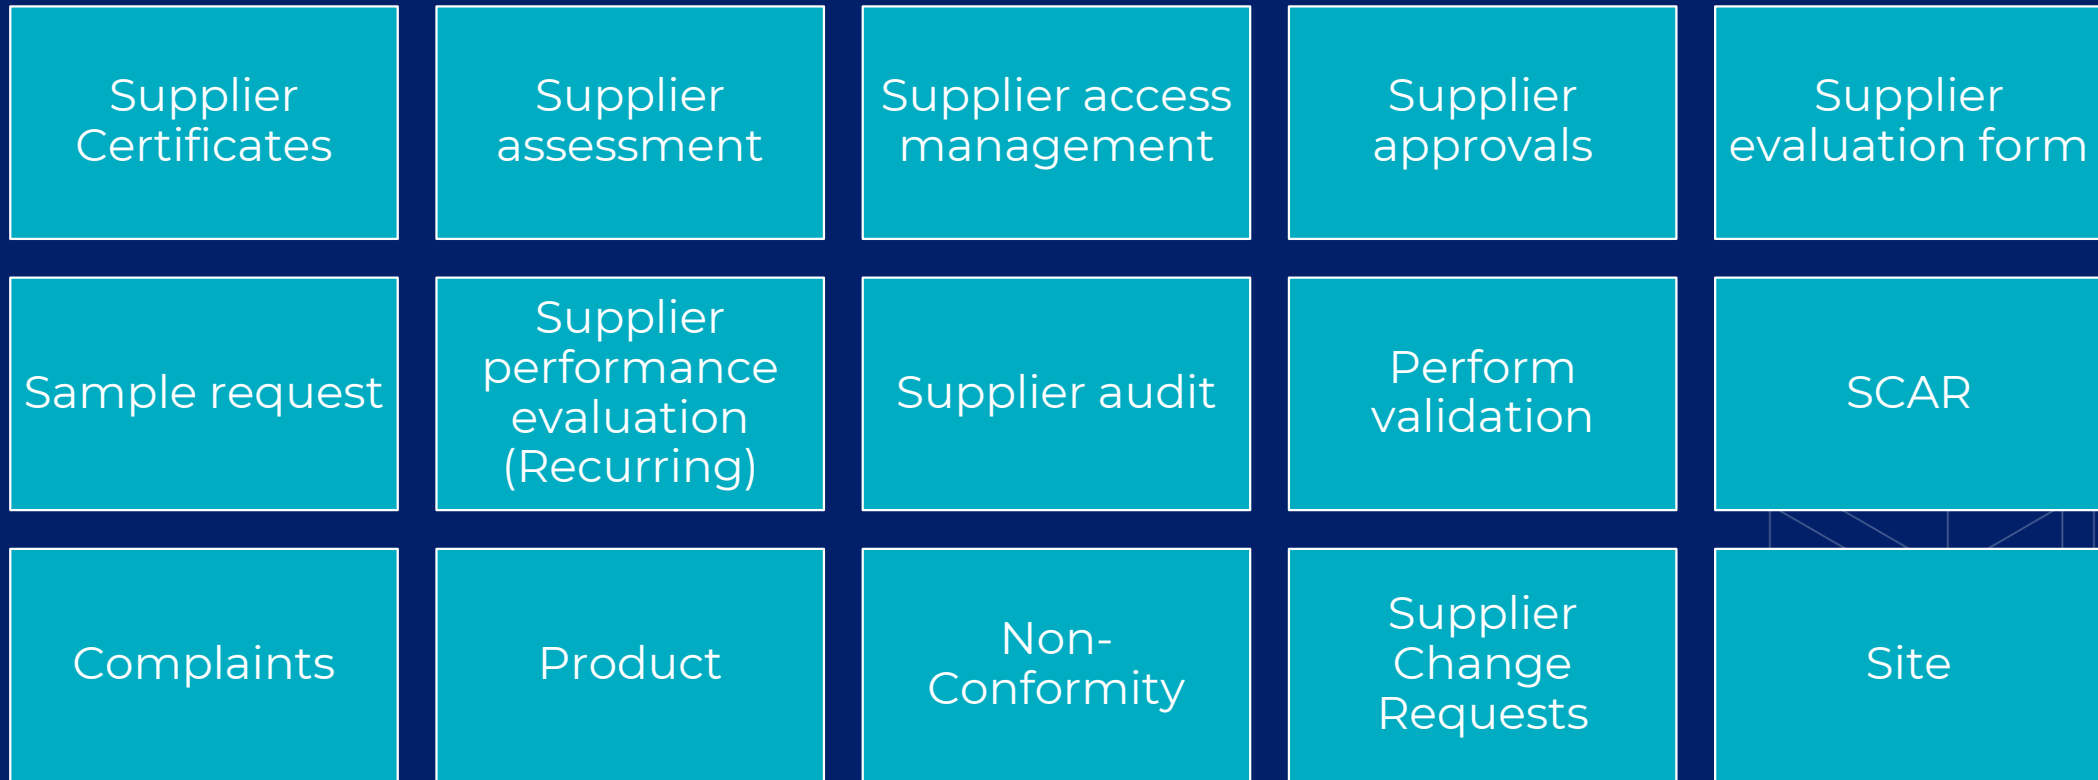 Supplier
Certificates
Supplier
assessment
Supplier access
management
Supplier
approvals
Supplier
evaluation form
Sample request
Supplier
performance
evaluation
(Recurring)
Supplier audit
Perform
validation
SCAR
Complaints
Product
Non-
Conformity
Supplier
Change
Requests
Site